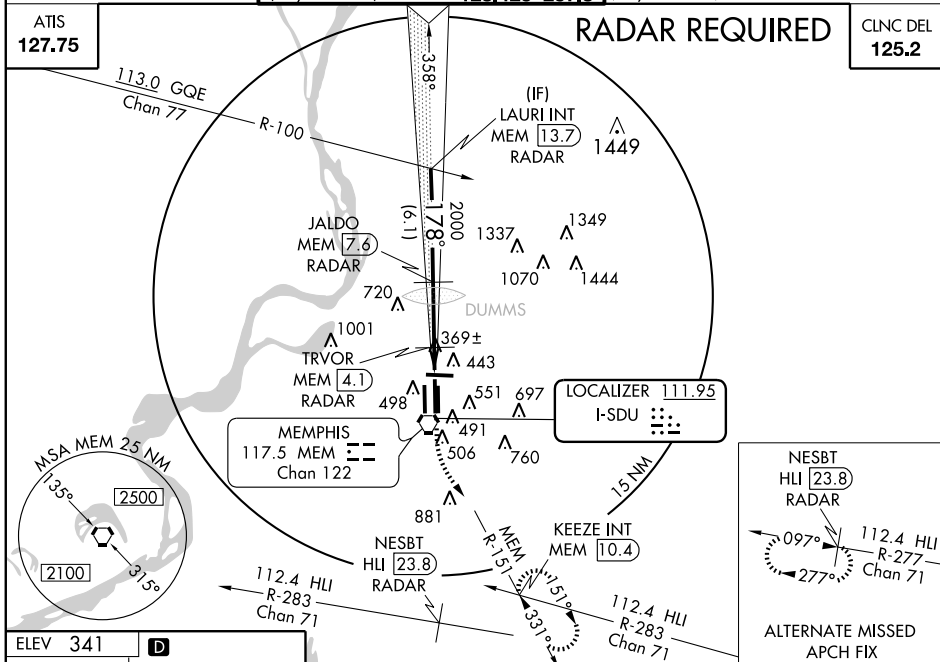 ATIS
127.75
RADAR REQUIRED
CLNC DEL
125.2
113.0 GQE
Chan 77
R-100
358°
(IF)
LAURI INT
MEM 13.7
RADAR
1449
2000
178°
(6.1)
JALDO
MEM 7.6
RADAR
1337
1349
1070
1444
720
DUMMS
1001
369±
TRVOR
MEM 4.1
RADAR
443
498
551
697
LOCALIZER 111.95
I-SDU
491
MEMPHIS
117.5 MEM
Chan 122
506
760
MSA MEM 25 NM
135°
2500
2100
315°
15 NM
881
MEM
R-151
KEEZE INT
MEM 10.4
NESBT
HLI 23.8
RADAR
112.4 HLI
R-283
Chan 71
151°
331°
112.4 HLI
R-283
Chan 71
NESBT
HLI 23.8
RADAR
097°
277°
112.4 HLI
R-277
Chan 71
ALTERNATE MISSED
APCH FIX
ELEV 341
D